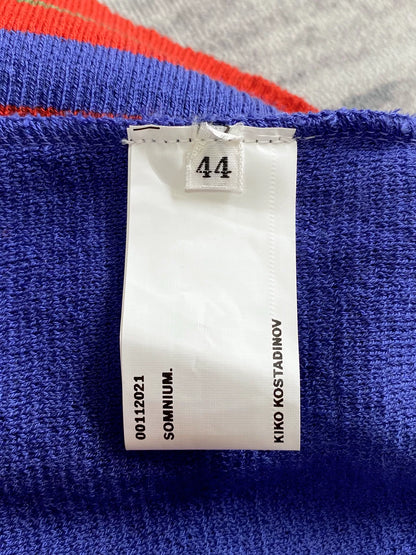 44
00112021
SOMNIUM.
KIKO KOSTADINOV